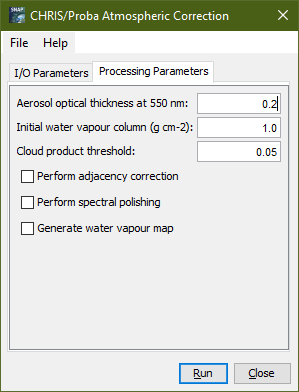 SNAP CHRIS/Proba Atmospheric Correction
File Help
I/O Parameters Processing Parameters
Aerosol optical thickness at 550 nm: 0.2
Initial water vapour column (g cm-2): 1.0
Cloud product threshold: 0.05
Perform adjacency correction
Perform spectral polishing
Generate water vapour map
Run Close